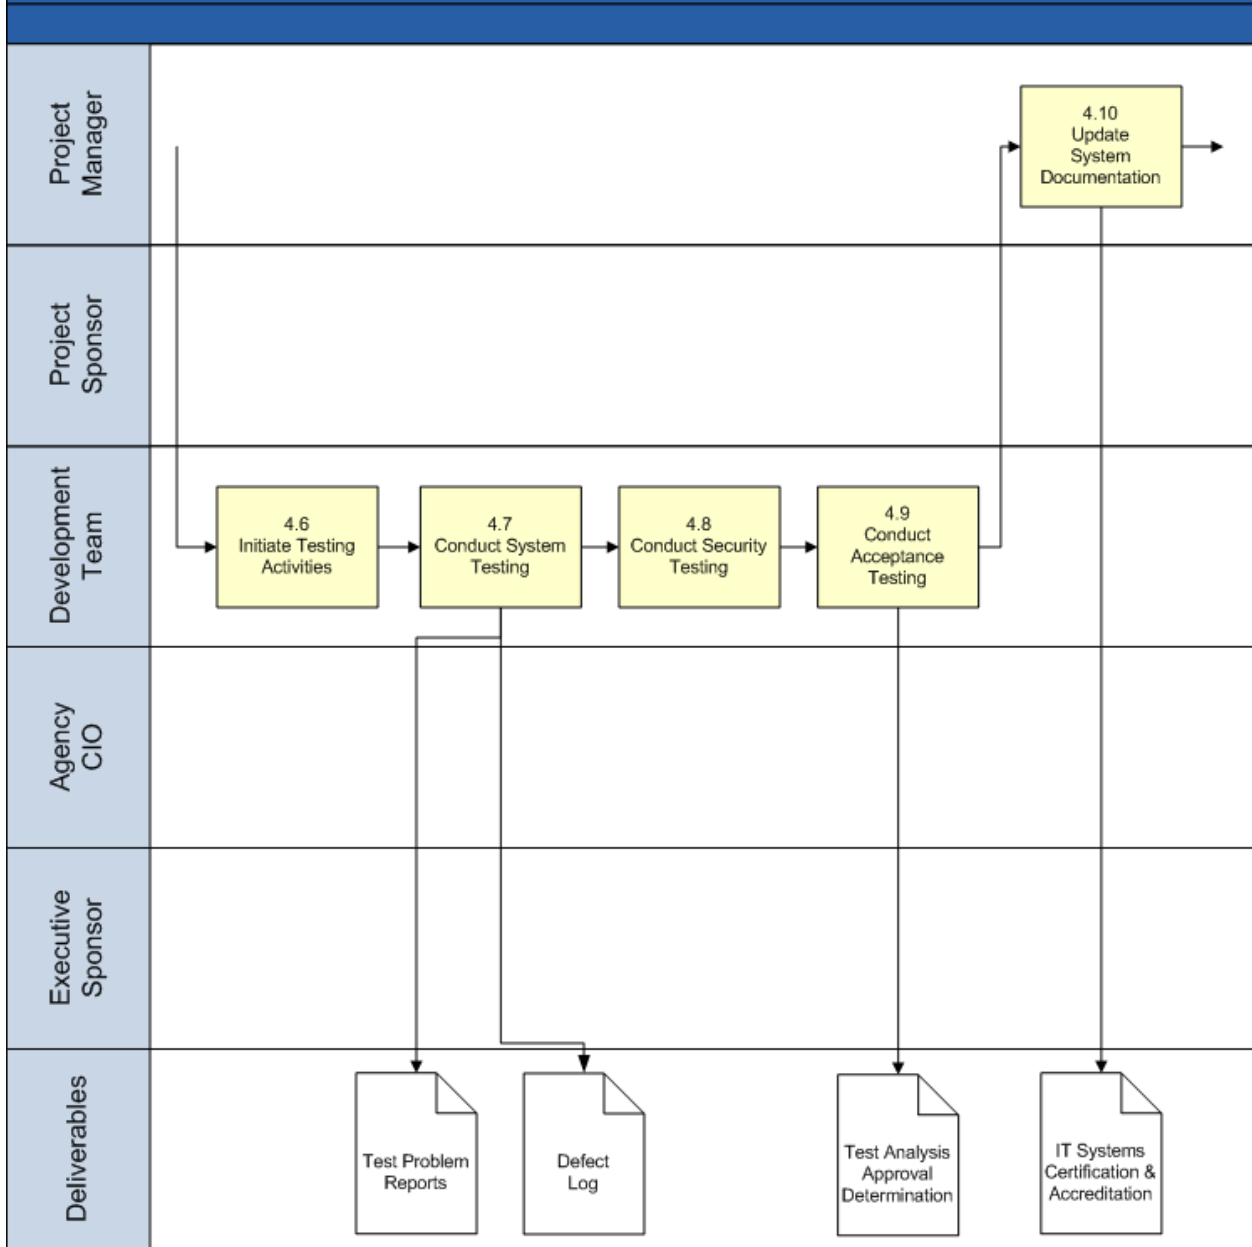 Project
Manager
4.10
Update
System
Documentation
Project
Sponsor
Development
Team
4.6
Initiate Testing
Activities
4.7
Conduct System
Testing
4.8
Conduct Security
Testing
4.9
Conduct
Acceptance
Testing
Agency
CIO
Executive
Sponsor
Deliverables
Test Problem
Reports
Defect
Log
Test Analysis
Approval
Determination
IT Systems
Certification &
Accreditation